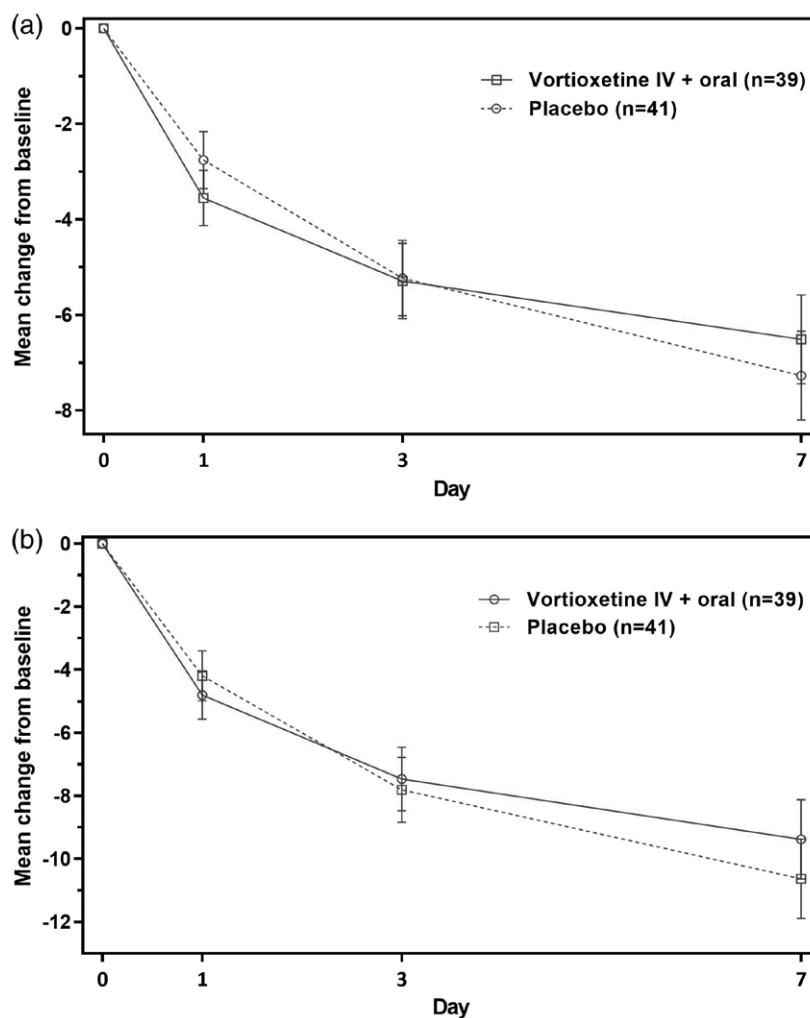 (a)
0
-2
-4
-6
-8
Mean change from baseline
Vortioxetine IV + oral (n=39)
Placebo (n=41)
0 1 3 7
Day
(b)
0
-2
-4
-6
-8
-10
-12
Mean change from baseline
Vortioxetine IV + oral (n=39)
Placebo (n=41)
0 1 3 7
Day